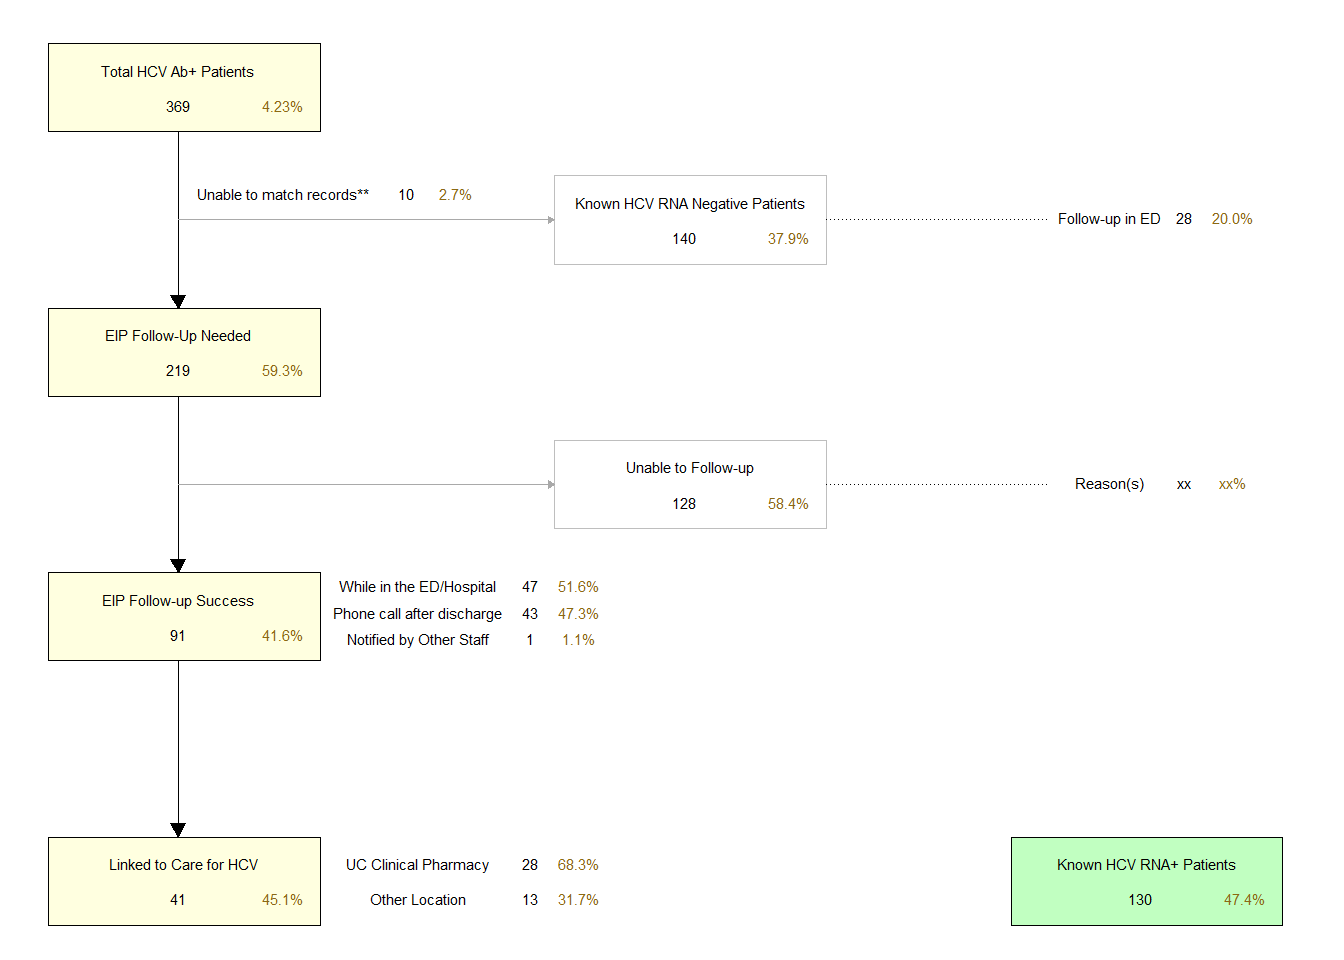 Total HCV Ab+ Patients
369 4.23%
Unable to match records** 10 2.7%
Known HCV RNA Negative Patients
140 37.9%
Follow-up in ED 28 20.0%
EIP Follow-Up Needed
219 59.3%
Unable to Follow-up
128 58.4%
Reason(s) xx xx%
EIP Follow-up Success
91 41.6%
While in the ED/Hospital 47 51.6%
Phone call after discharge 43 47.3%
Notified by Other Staff 1 1.1%
Linked to Care for HCV
41 45.1%
UC Clinical Pharmacy 28 68.3%
Other Location 13 31.7%
Known HCV RNA+ Patients
130 47.4%